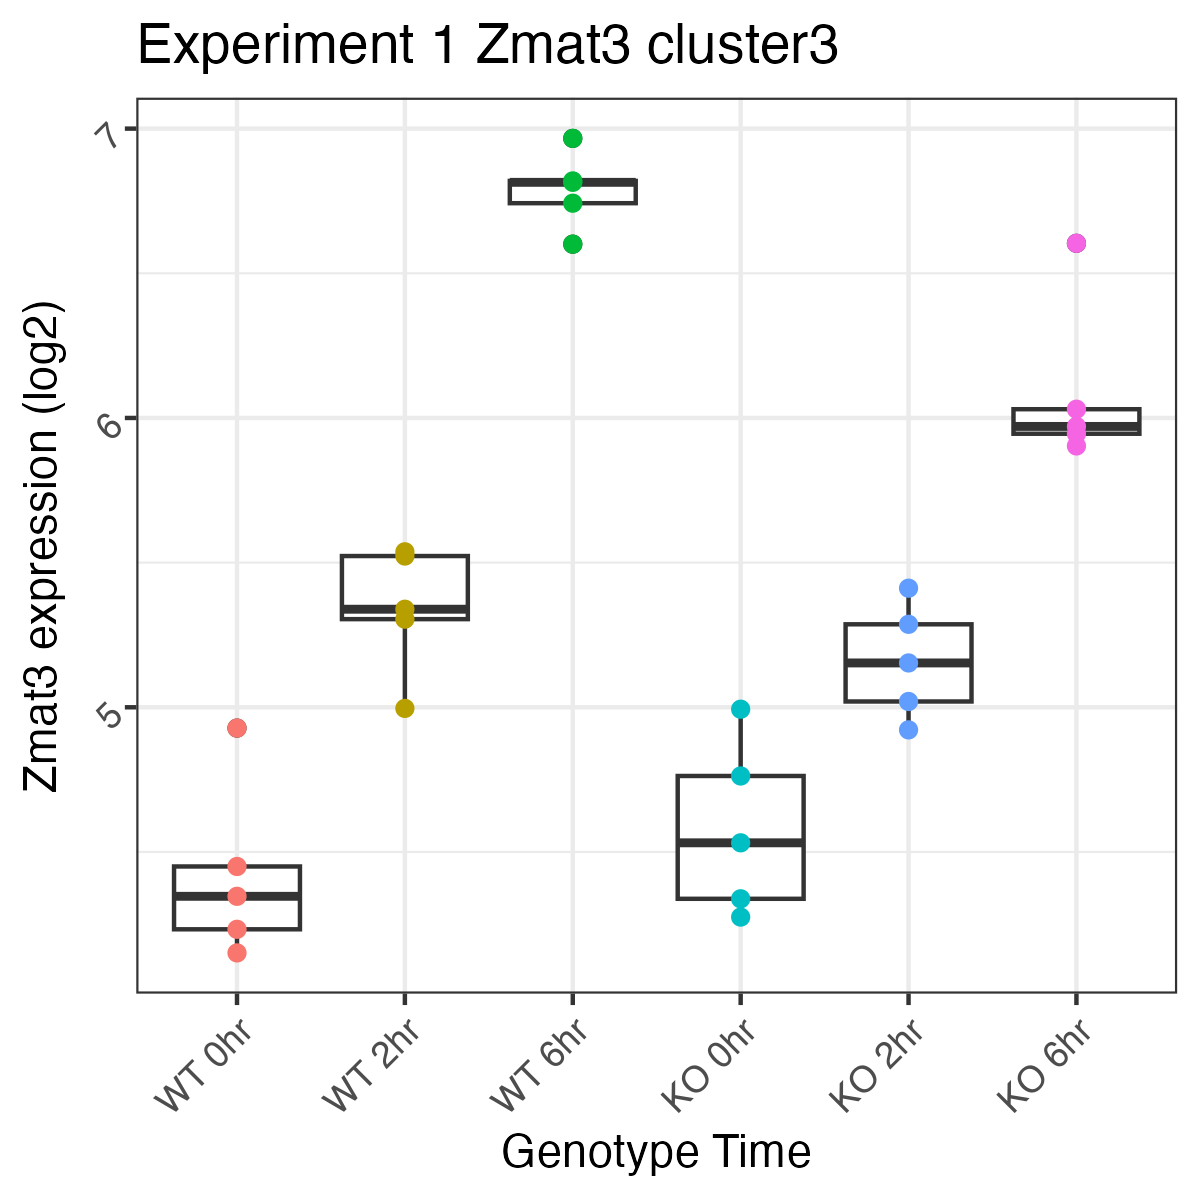 Experiment 1 Zmat3 cluster3
7
6
5
Zmat3 expression (log2)
WT 0hr
WT 2hr
WT 6hr
KO 0hr
KO 2hr
KO 6hr
Genotype Time